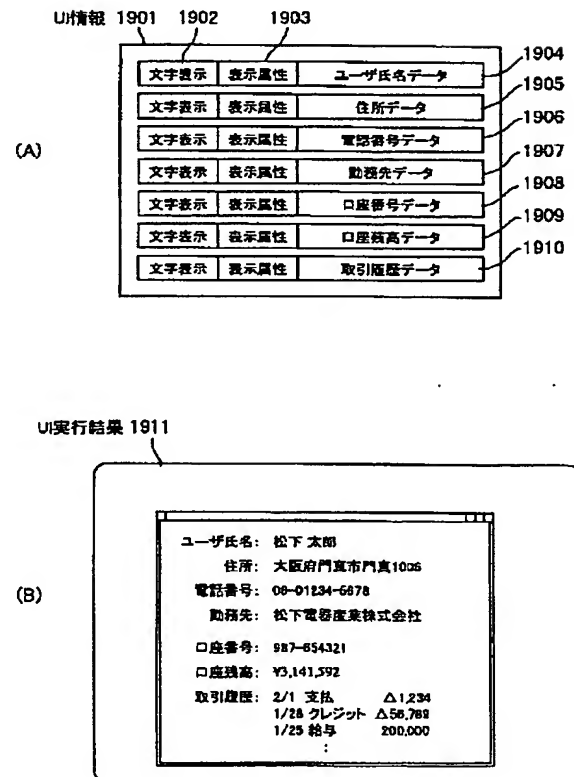 UI情報 1901 1902 1903
(A)
文字表示 表示属性 ユーザ氏名データ 1904
文字表示 表示属性 住所データ 1905
文字表示 表示属性 電話番号データ 1906
文字表示 表示属性 勤務先データ 1907
文字表示 表示属性 口座番号データ 1908
文字表示 表示属性 口座残高データ 1909
文字表示 表示属性 取引履歴データ 1910
UI実行結果 1911
(B)
ユーザ氏名: 松下 太郎
住所: 大阪府門真市門真1006
電話番号: 06-01234-5678
勤務先: 松下電器産業株式会社
口座番号: 987-654321
口座残高: ¥3,141,592
取引履歴: 2/1 支払 △1,234
1/28 クレジット △56,789
1/25 給与 200,000
: